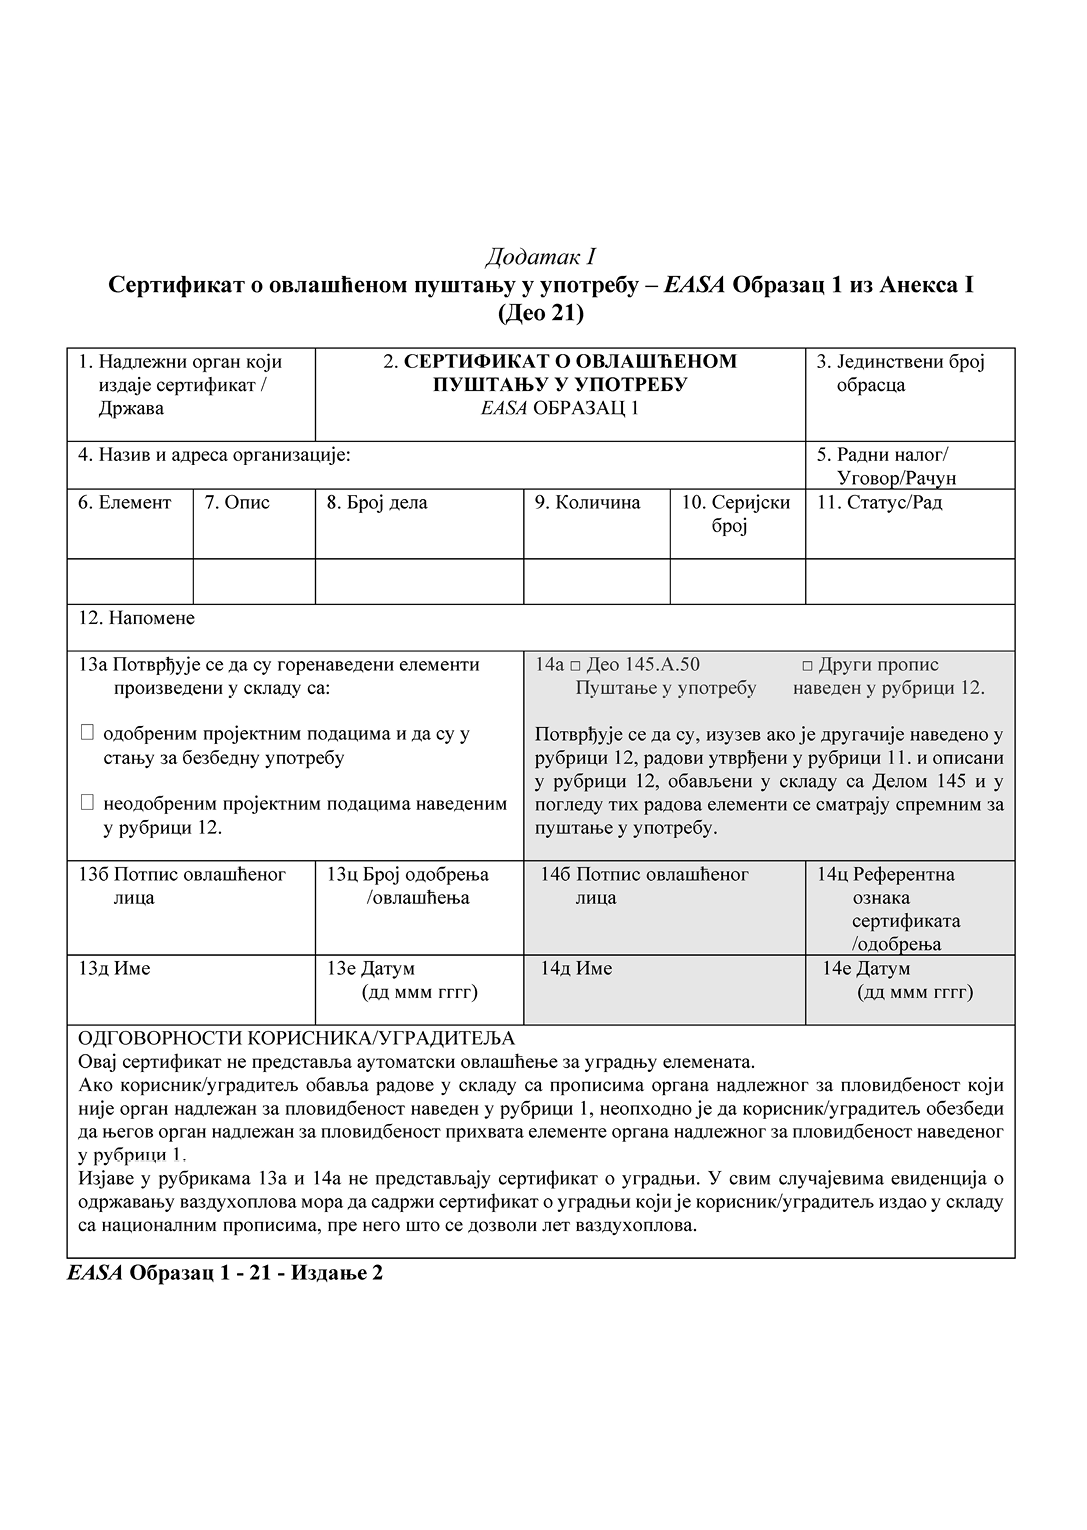 Додатак I
Сертификат о овлашћеном пуштању у употребу – EASA Образац 1 из Анекса I
(Део 21)
1. Надлежни орган који
издаје сертификат /
Држава
2. СЕРТИФИКАТ О ОВЛАШЋЕНОМ
ПУШТАЊУ У УПОТРЕБУ
EASA ОБРАЗАЦ 1
3. Јединствени број
обрасца
4. Назив и адреса организације:
5. Радни налог/
Уговор/Рачун
6. Елемент
7. Опис
8. Број дела
9. Количина
10. Серијски
број
11. Статус/Рад
12. Напомене
13а Потврђује се да су горенаведени елементи
произведени у складу са:
□ одобреним пројектним подацима и да су у
стању за безбедну употребу
□ неодобреним пројектним подацима наведеним
у рубрици 12.
14а □ Део 145.А.50 □ Други пропис
Пуштање у употребу наведен у рубрици 12.
Потврђује се да су, изузев ако је другачије наведено у
рубрици 12, радови утврђени у рубрици 11. и описани
у рубрици 12, обављени у складу са Делом 145 и у
погледу тих радова елементи се сматрају спремним за
пуштање у употребу.
13б Потпис овлашћеног
лица
13ц Број одобрења
/овлашћења
14б Потпис овлашћеног
лица
14ц Референтна
ознака
сертификата
/одобрења
13д Име
13е Датум
(дд ммм гггг)
14д Име
14е Датум
(дд ммм гггг)
ОДГОВОРНОСТИ КОРИСНИКА/УГРАДИТЕЉА
Овај сертификат не представља аутоматски овлашћење за уградњу елемената.
Ако корисник/уградитељ обавља радове у складу са прописима органа надлежног за пловидбеност који
није орган надлежан за пловидбеност наведен у рубрици 1, неопходно је да корисник/уградитељ обезбеди
да његов орган надлежан за пловидбеност прихвата елементе органа надлежног за пловидбеност наведеног
у рубрици 1.
Изјаве у рубрикама 13а и 14а не представљају сертификат о уградњи. У свим случајевима евиденција о
одржавању ваздухоплова мора да садржи сертификат о уградњи који је корисник/уградитељ издао у складу
са националним прописима, пре него што се дозволи лет ваздухоплова.
EASA Образац 1 - 21 - Издање 2